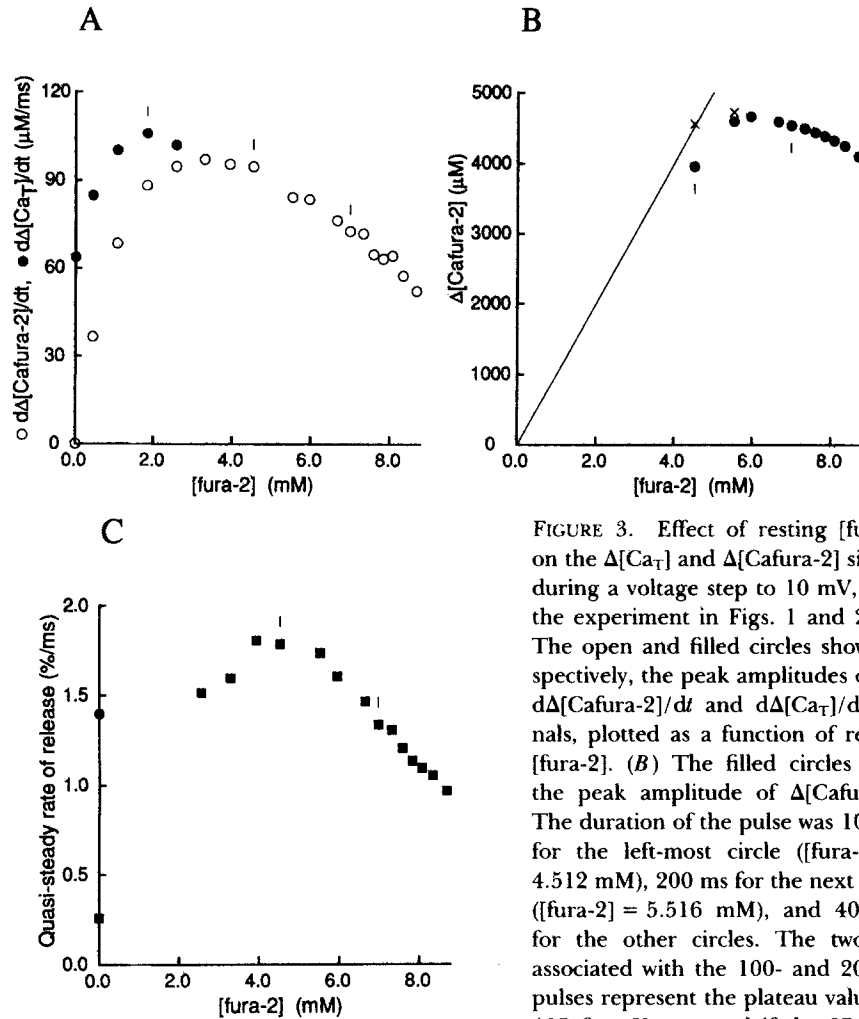 A
○ dΔ[Cafura-2]/dt, ● dΔ[Ca_T]/dt (μM/ms)
120
90
60
30
0
0.0 2.0 4.0 6.0 8.0
[fura-2] (mM)
B
Δ[Cafura-2] (μM)
5000
4000
3000
2000
1000
0
0.0 2.0 4.0 6.0 8.0
[fura-2] (mM)
C
Quasi-steady rate of release (%/ms)
2.0
1.5
1.0
0.5
0.0
0.0 2.0 4.0 6.0 8.0
[fura-2] (mM)
FIGURE 3. Effect of resting [fu
on the Δ[Ca_T] and Δ[Cafura-2] si
during a voltage step to 10 mV,
the experiment in Figs. 1 and 2
The open and filled circles show
spectively, the peak amplitudes o
dΔ[Cafura-2]/dt and dΔ[Ca_T]/d
nals, plotted as a function of re
[fura-2]. (B) The filled circles
the peak amplitude of Δ[Cafu
The duration of the pulse was 10
for the left-most circle ([fura-
4.512 mM), 200 ms for the next
([fura-2] = 5.516 mM), and 40
for the other circles. The two
associated with the 100- and 20
pulses represent the plateau valu